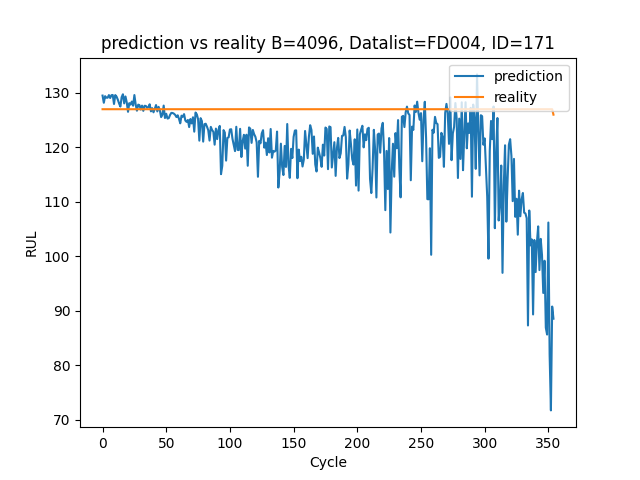 prediction vs reality B=4096, Datalist=FD004, ID=171
prediction
reality
130
120
110
100
90
80
70
RUL
0 50 100 150 200 250 300 350
Cycle